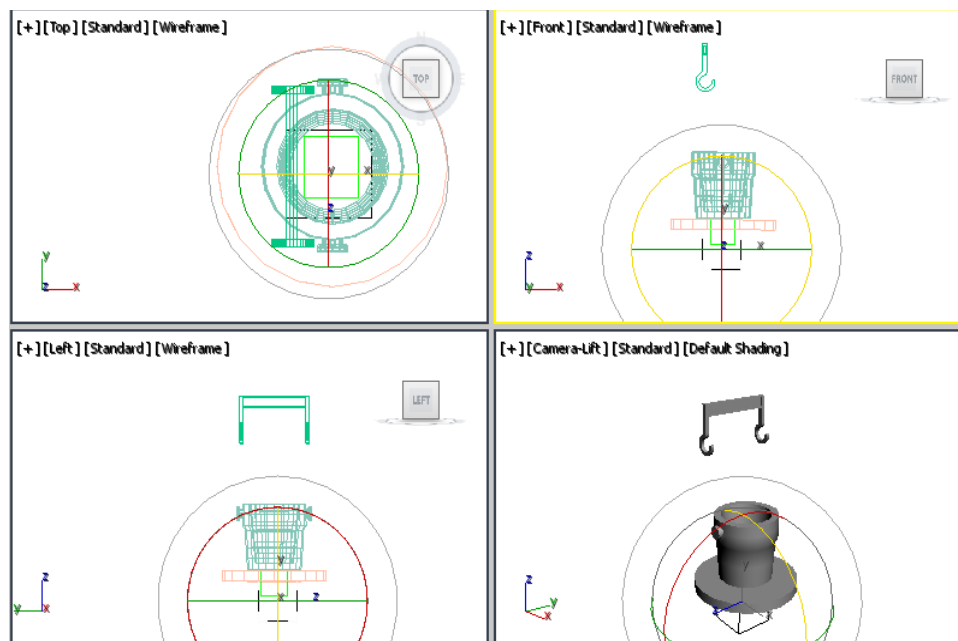 [+] [Top] [Standard] [Wireframe]
N
W
TOP
E
S
y
x
z
y
z
x
[+] [Front] [Standard] [Wireframe]
FRONT
y
z
x
z
y
x
[+] [Left] [Standard] [Wireframe]
LEFT
y
x
z
z
y
x
[+] [Camera-Lift] [Standard] [Default Shading]
y
z
x
z
y
x